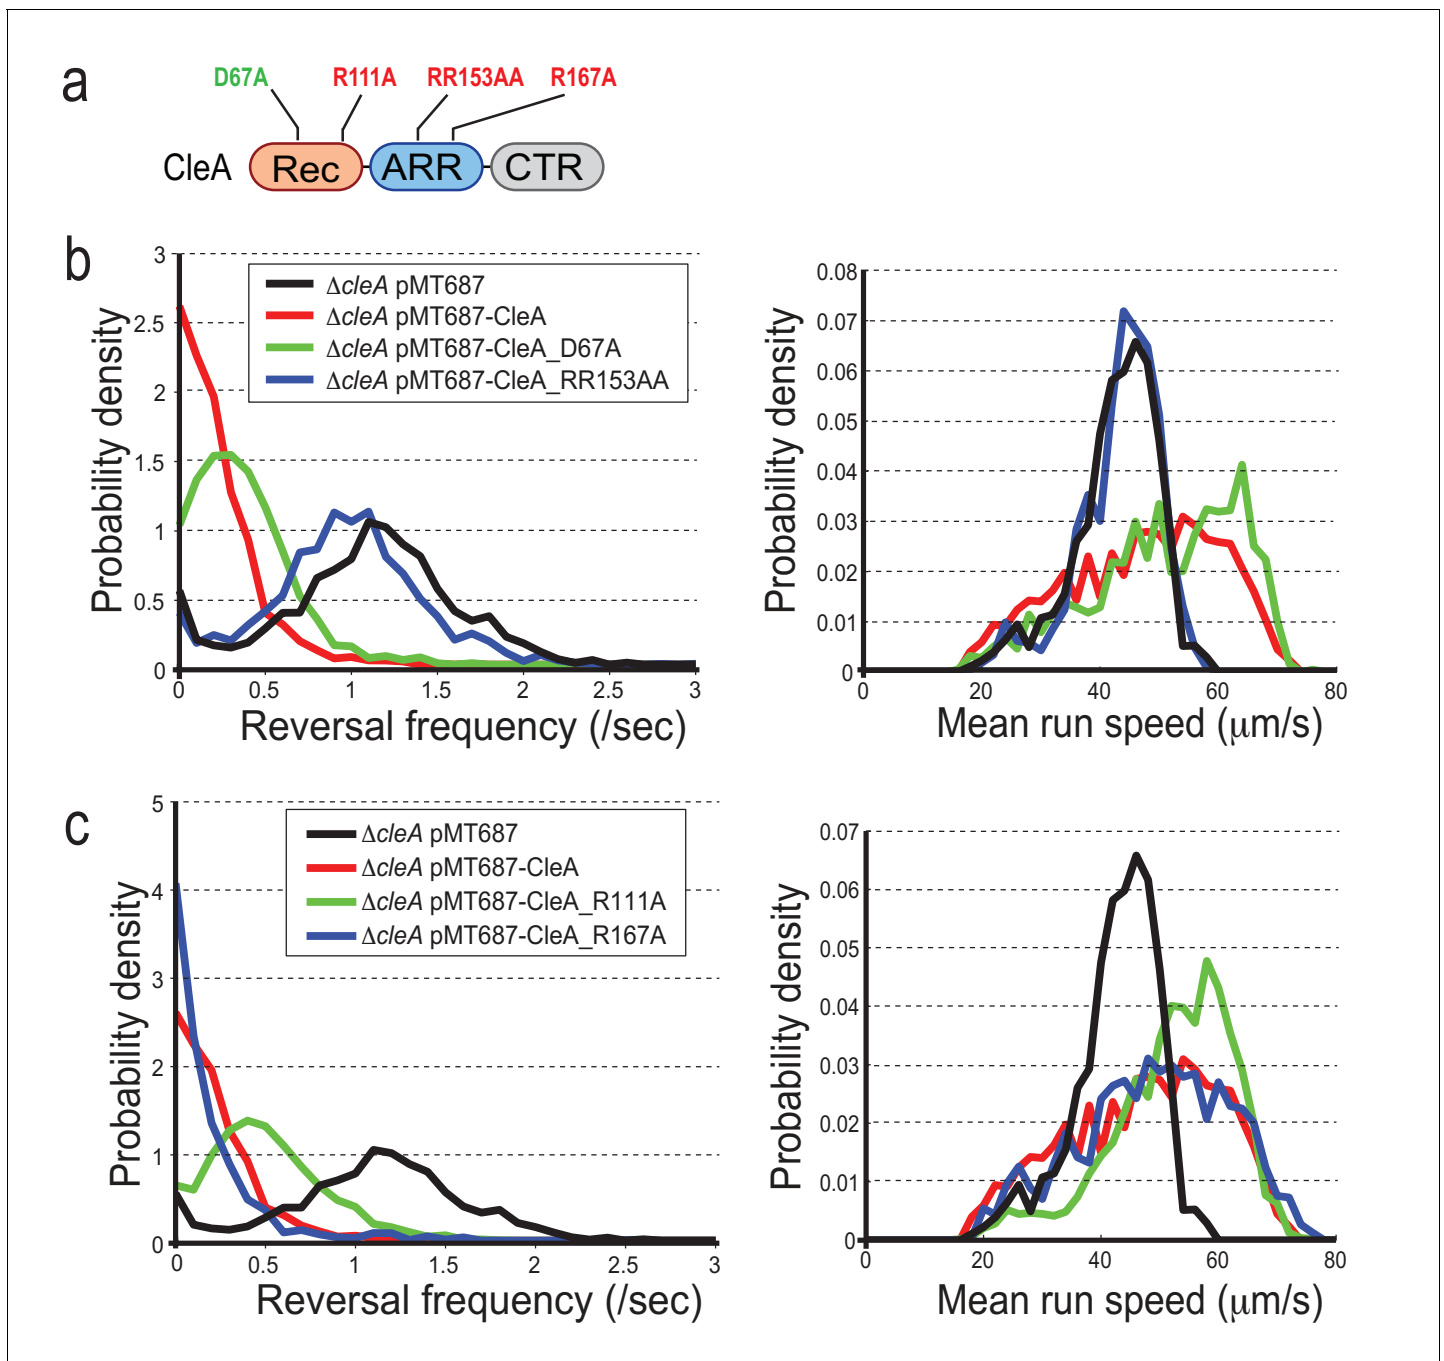 a
D67A R111A RR153AA R167A
CleA Rec ARR CTR
b
3
2.5
2
1.5
1
0.5
0
Probability density
ΔcleA pMT687
ΔcleA pMT687-CleA
ΔcleA pMT687-CleA_D67A
ΔcleA pMT687-CleA_RR153AA
0 0.5 1 1.5 2 2.5 3
Reversal frequency (/sec)
0.08
0.07
0.06
0.05
0.04
0.03
0.02
0.01
0
Probability density
0 20 40 60 80
Mean run speed (μm/s)
c
5
4
3
2
1
0
Probability density
ΔcleA pMT687
ΔcleA pMT687-CleA
ΔcleA pMT687-CleA_R111A
ΔcleA pMT687-CleA_R167A
0 0.5 1 1.5 2 2.5 3
Reversal frequency (/sec)
0.07
0.06
0.05
0.04
0.03
0.02
0.01
0
Probability density
0 20 40 60 80
Mean run speed (μm/s)